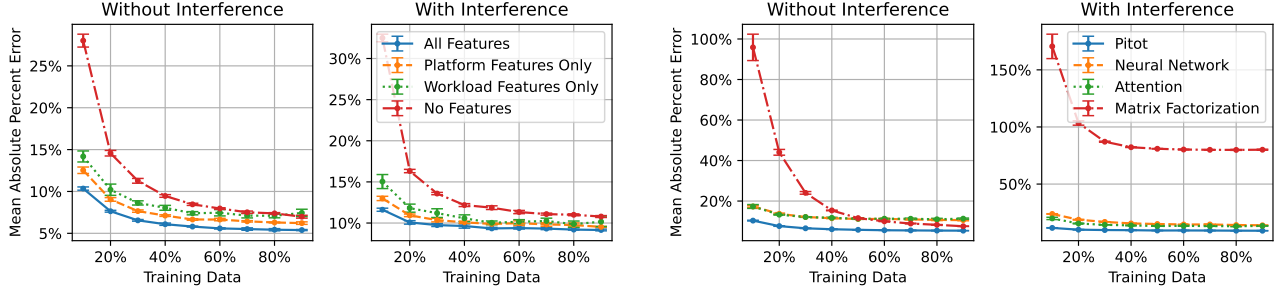 Without Interference
With Interference
Without Interference
With Interference
Mean Absolute Percent Error
25%
20%
15%
10%
5%
20%
40%
60%
80%
Training Data
30%
25%
20%
15%
10%
All Features
Platform Features Only
Workload Features Only
No Features
20%
40%
60%
80%
Training Data
Mean Absolute Percent Error
100%
80%
60%
40%
20%
20%
40%
60%
80%
Training Data
150%
100%
50%
Pitot
Neural Network
Attention
Matrix Factorization
20%
40%
60%
80%
Training Data